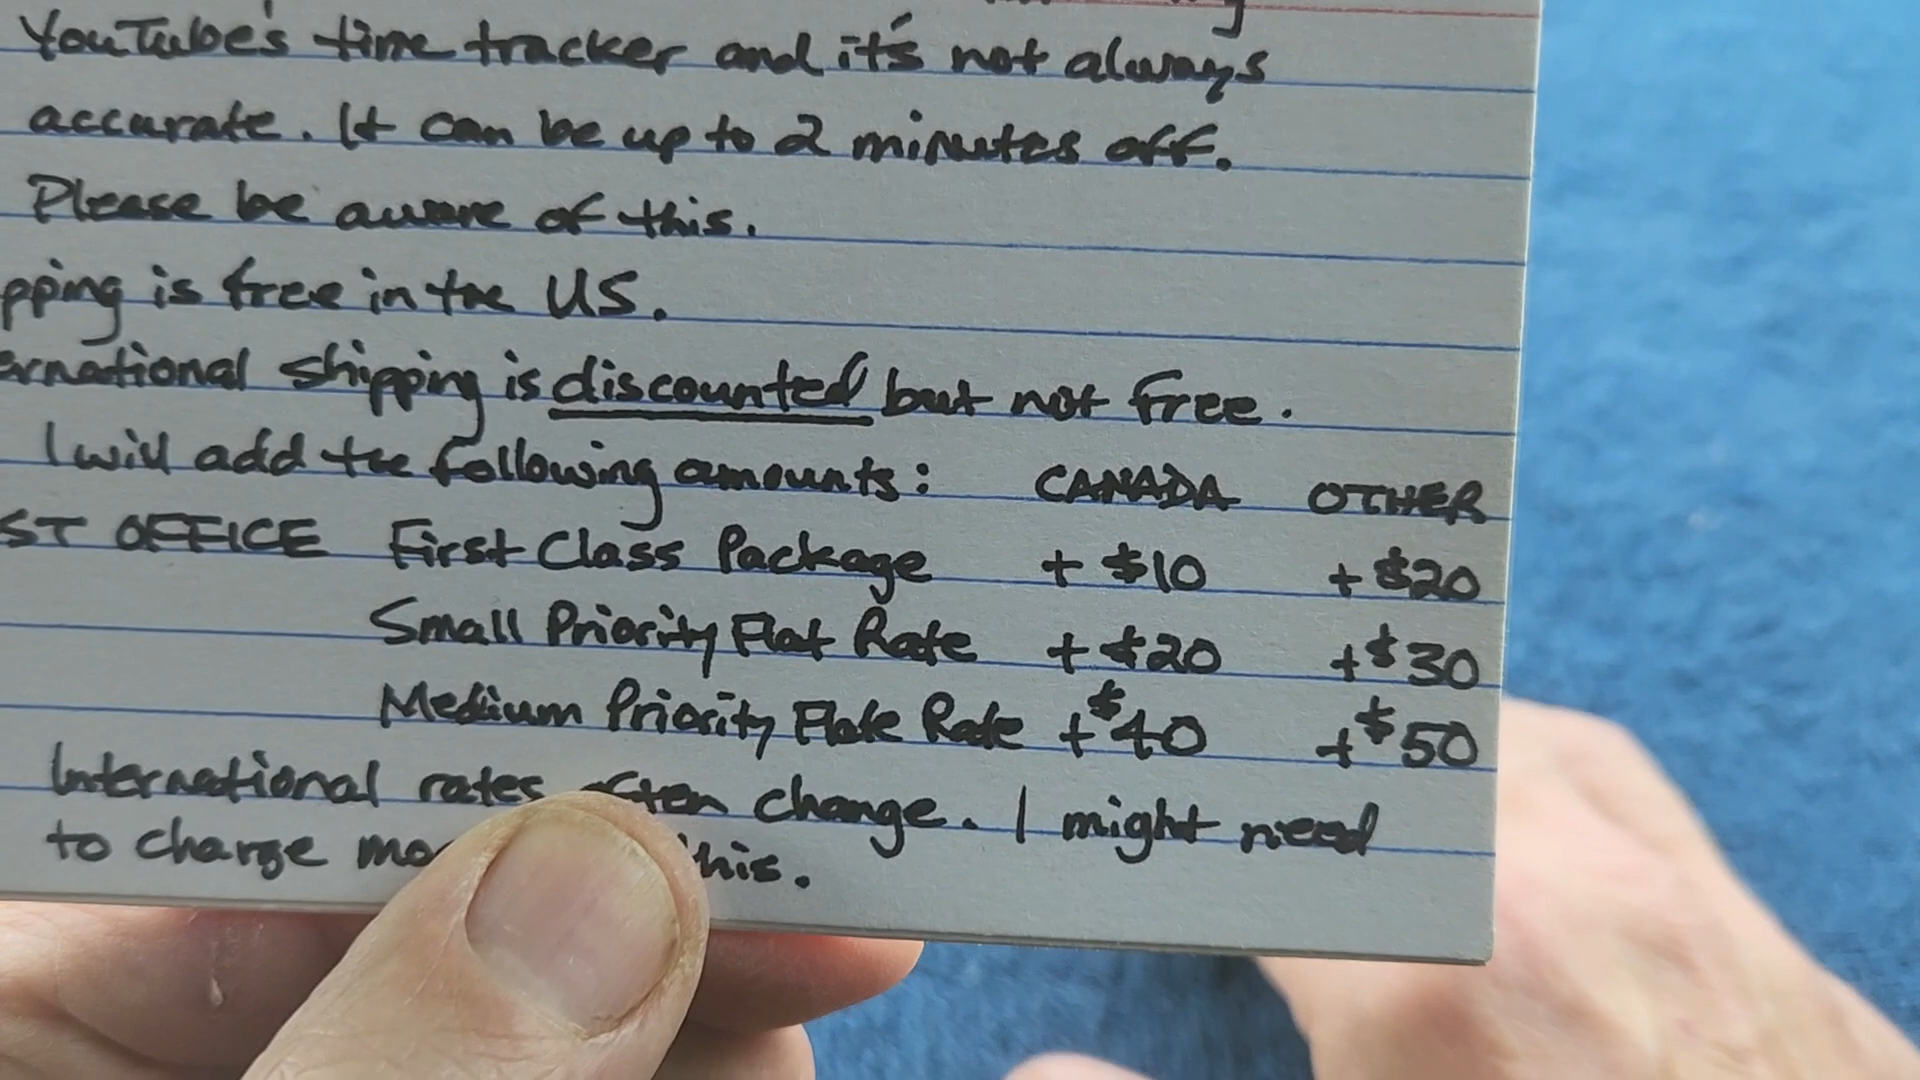 YouTube's time tracker and it's not always
accurate. It can be up to 2 minutes off.
Please be aware of this.
pping is free in the US.
ernational shipping is discounted but not free.
I will add the following amounts: CANADA OTHER
ST OFFICE First Class Package + $10 + $20
Small Priority Flat Rate + $20 + $30
Medium Priority Flate Rate + $40 + $50
International rates often change. I might need
to charge this.